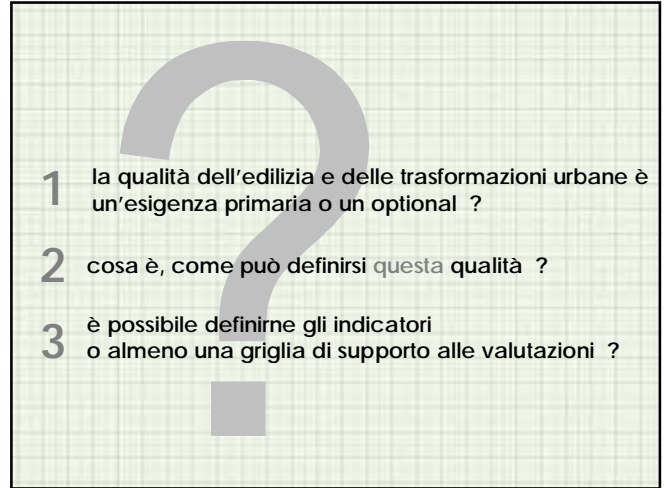 ?
1 la qualità dell'edilizia e delle trasformazioni urbane è
un'esigenza primaria o un optional ?
2 cosa è, come può definirsi questa qualità ?
3 è possibile definirne gli indicatori
o almeno una griglia di supporto alle valutazioni ?